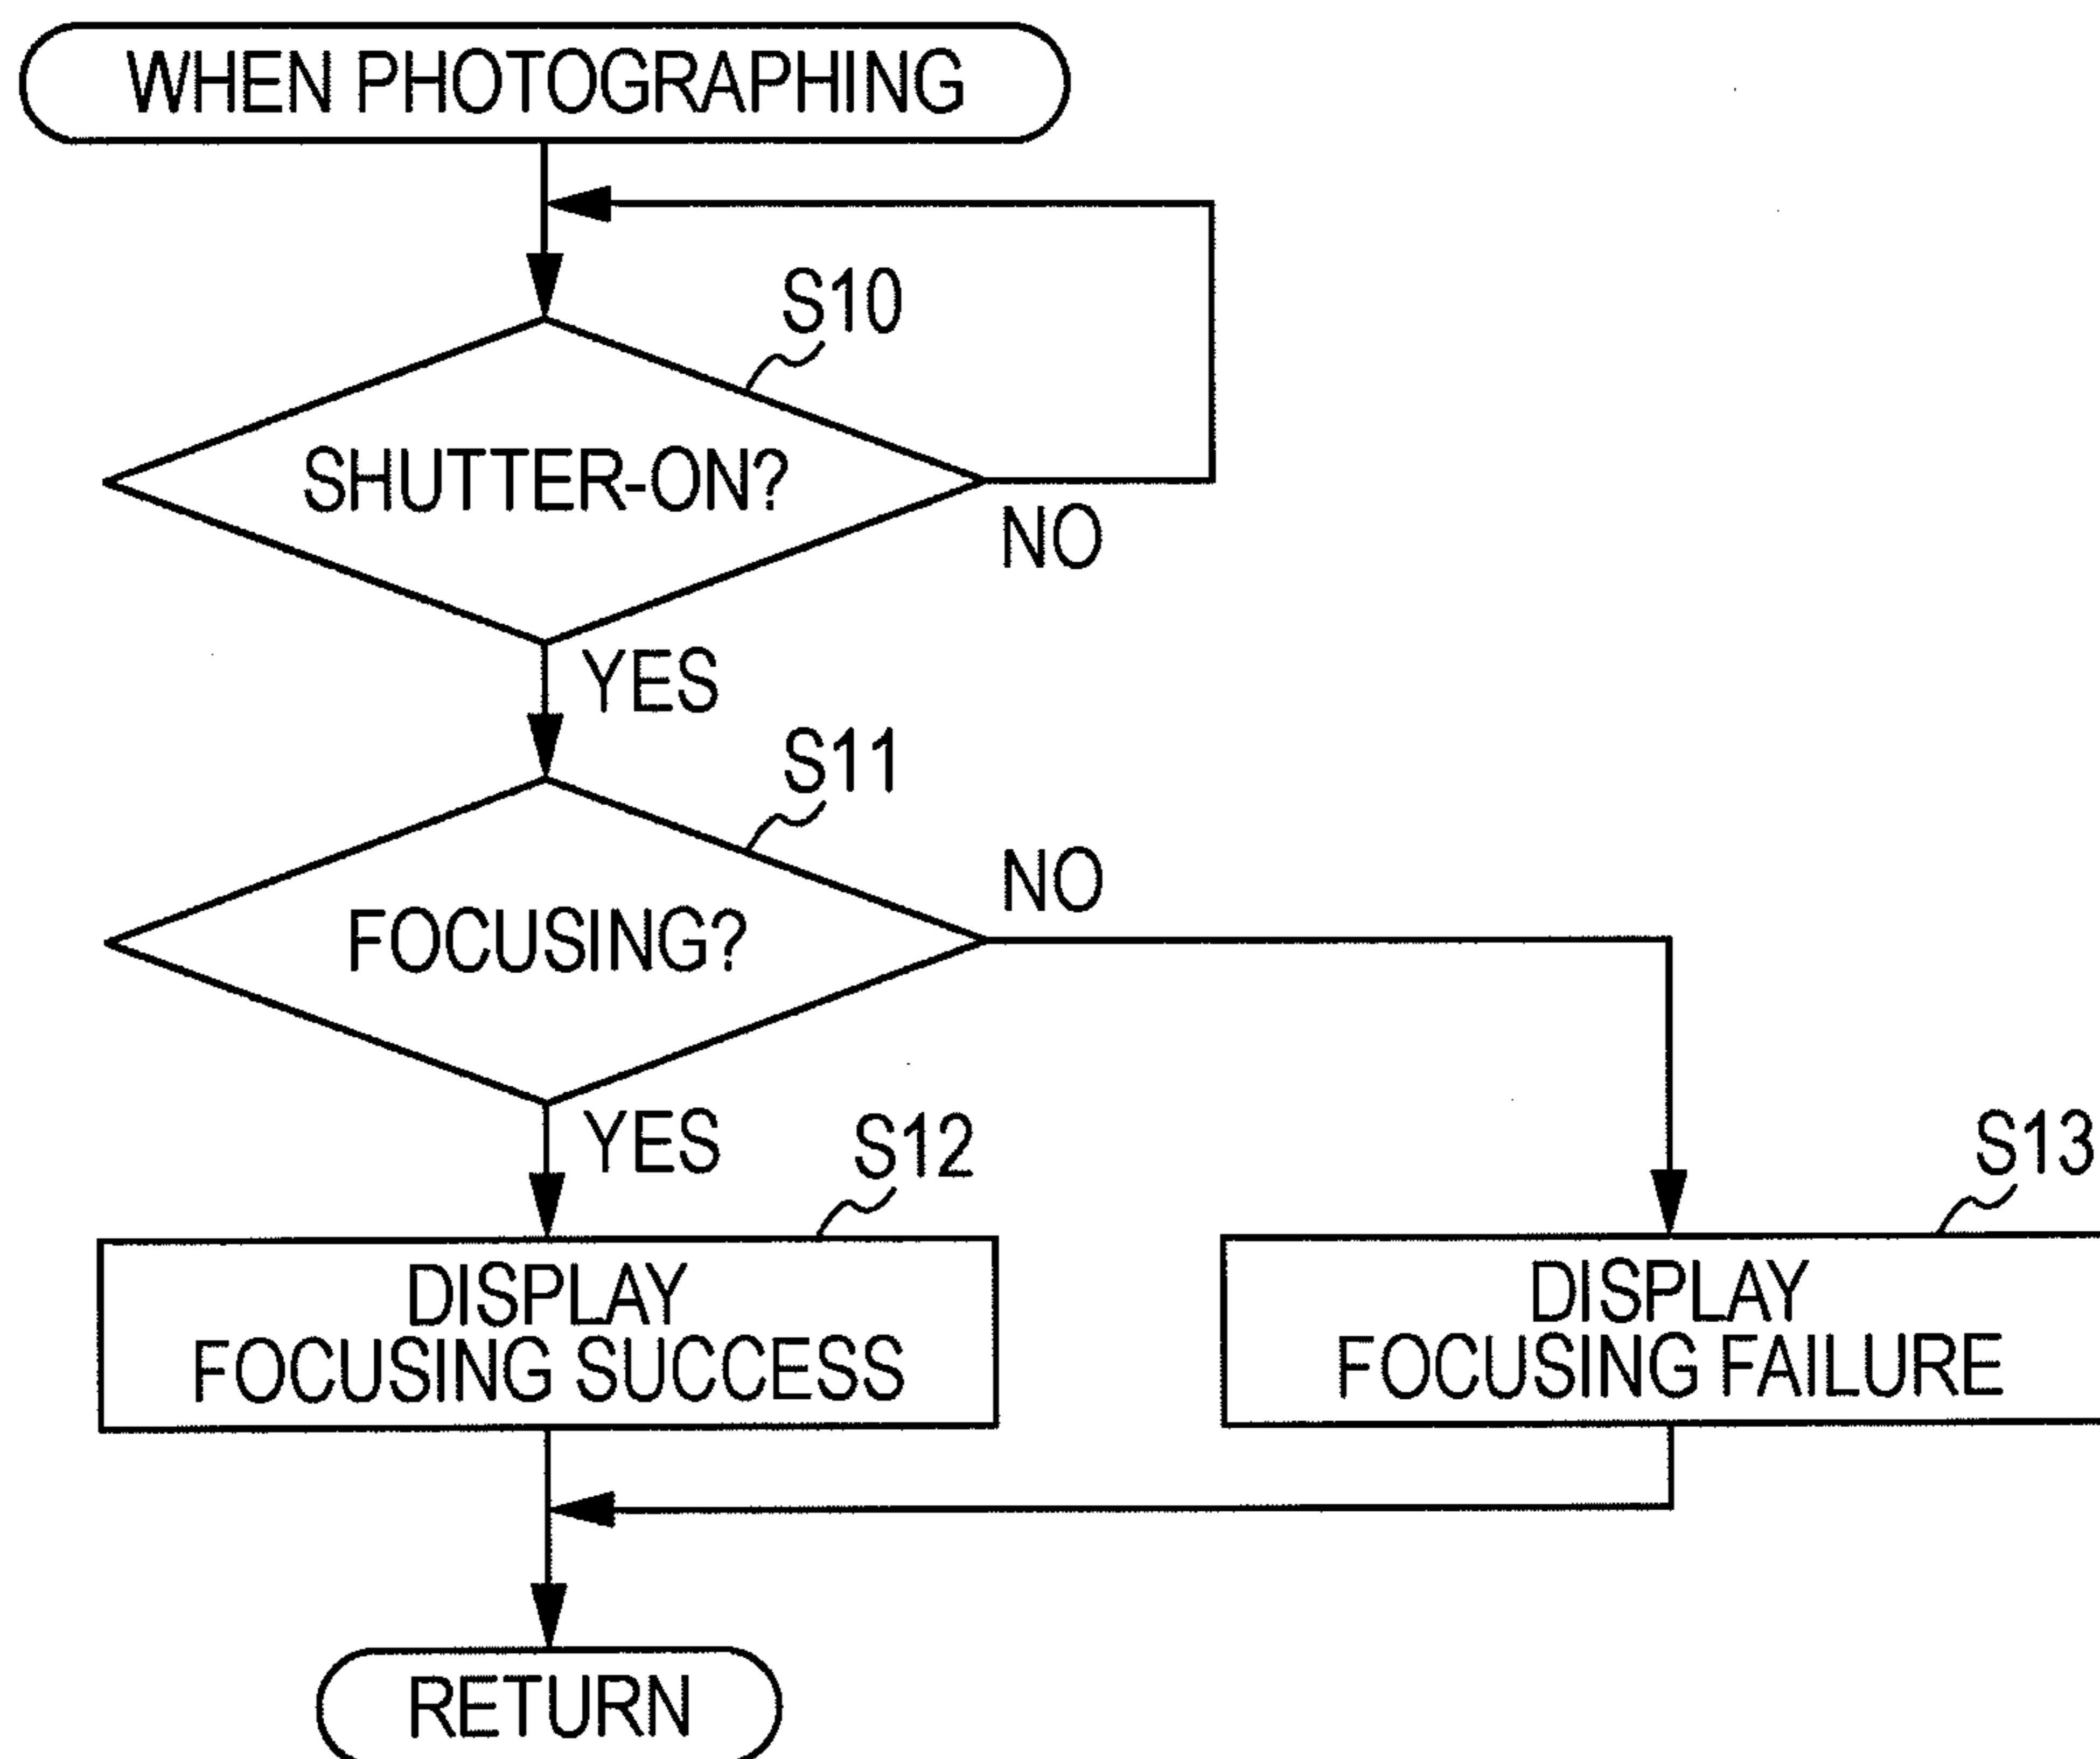 WHEN PHOTOGRAPHING
S10
SHUTTER-ON?
NO
YES
S11
FOCUSING?
NO
YES
S12
S13
DISPLAY
FOCUSING SUCCESS
DISPLAY
FOCUSING FAILURE
RETURN